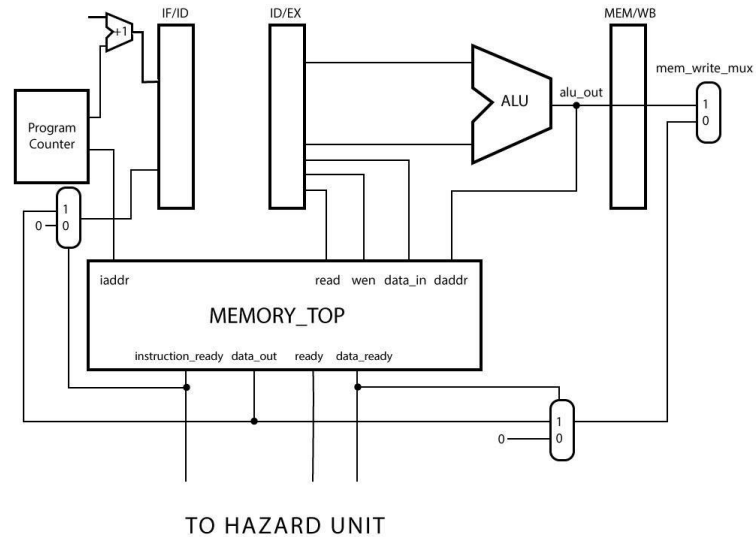 IF/ID
ID/EX
MEM/WB
+1
mem_write_mux
alu_out
ALU
1
0
Program
Counter
1
0
0
iaddr
read
wen
data_in
daddr
MEMORY_TOP
instruction_ready
data_out
ready
data_ready
1
0
0
TO HAZARD UNIT